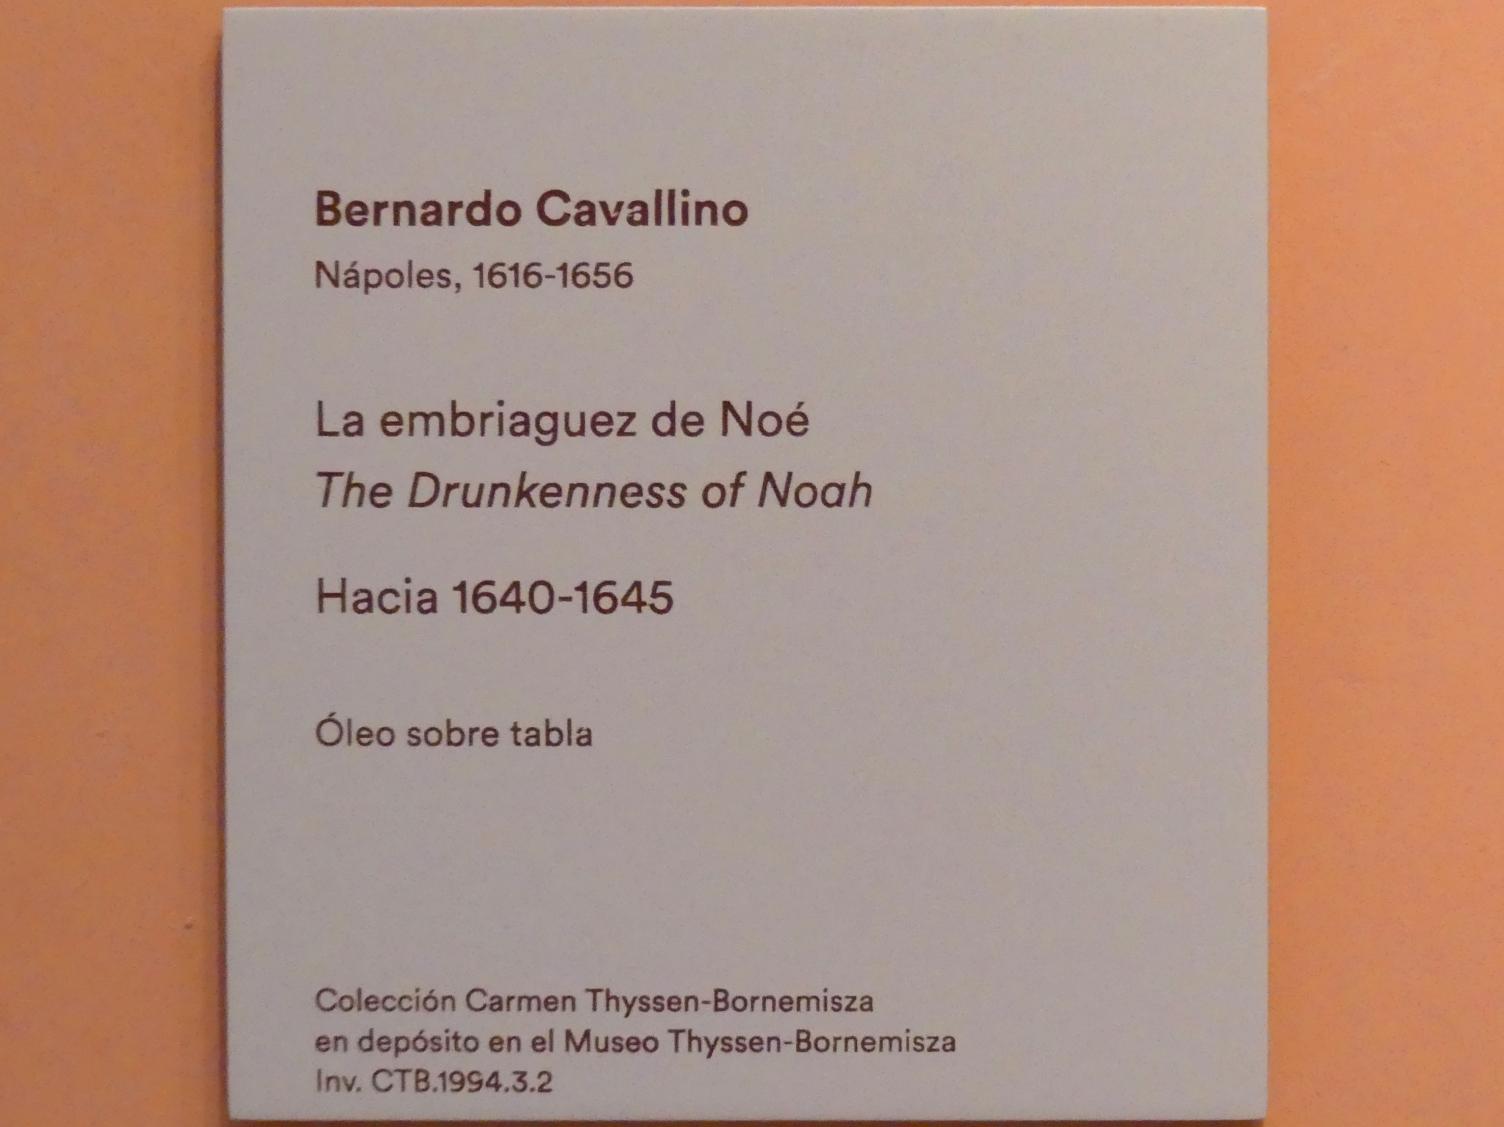 Bernardo Cavallino
Nápoles, 1616-1656
La embriaguez de Noé
The Drunkenness of Noah
Hacia 1640-1645
Óleo sobre tabla
Colección Carmen Thyssen-Bornemisza
en depósito en el Museo Thyssen-Bornemisza
Inv. CTB.1994.3.2